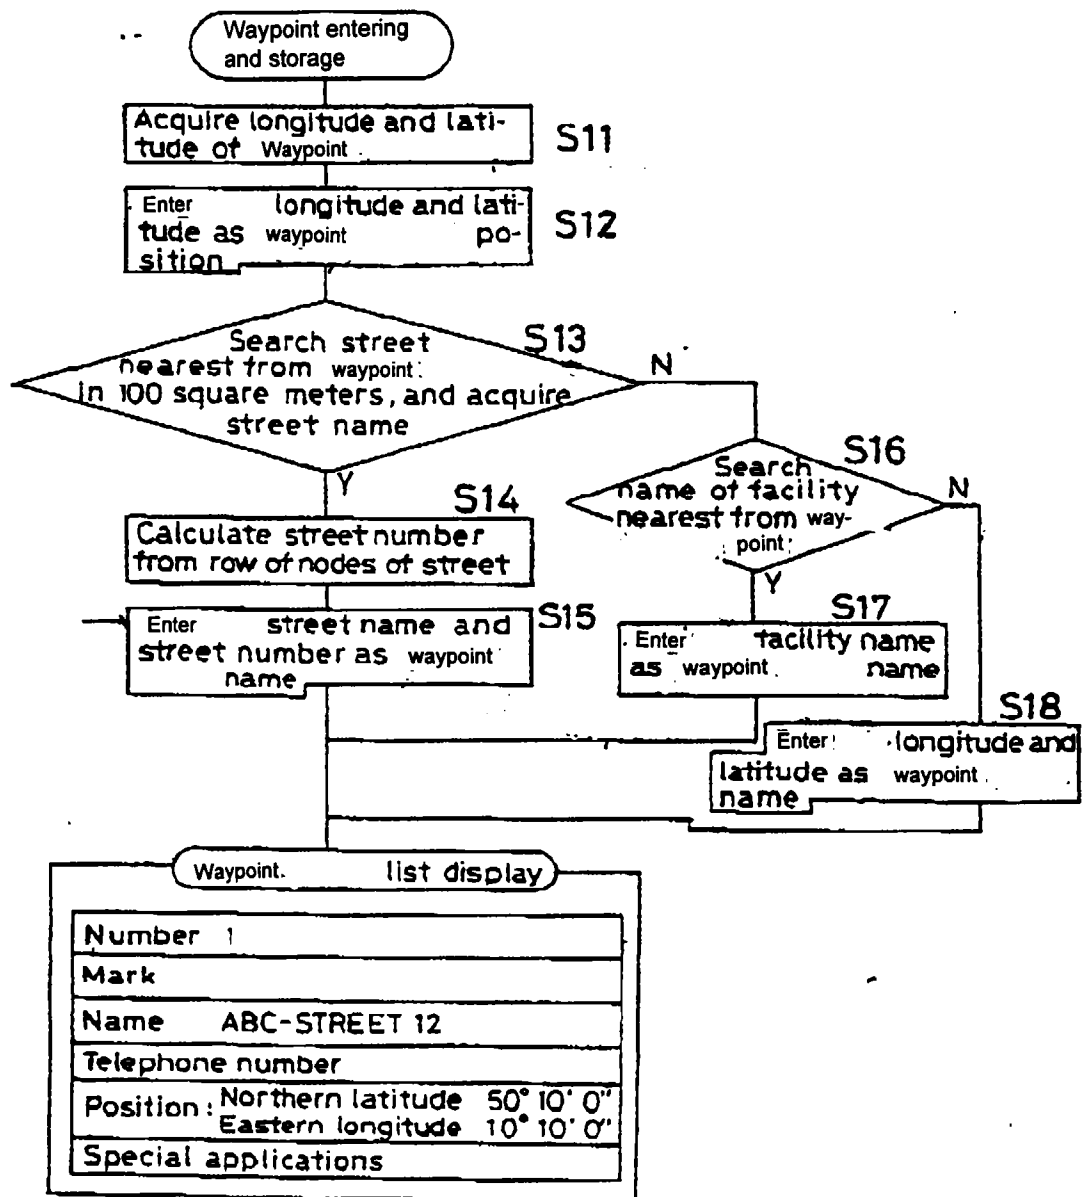 Waypoint entering
and storage
Acquire longitude and lati-
tude of Waypoint
S11
Enter longitude and lati-
tude as waypoint po-
sition
S12
Search street
nearest from waypoint
in 100 square meters, and acquire
street name
S13
N
Y
S14
Calculate street number
from row of nodes of street
S15
Enter street name and
street number as waypoint
name
S16
Search
name of facility
nearest from way-
point
N
Y
S17
Enter facility name
as waypoint name
S18
Enter longitude and
latitude as waypoint
name
Waypoint. list display
Number 1
Mark
Name ABC-STREET 12
Telephone number
Position : Northern latitude 50° 10' 0"
Eastern longitude 10° 10' 0"
Special applications